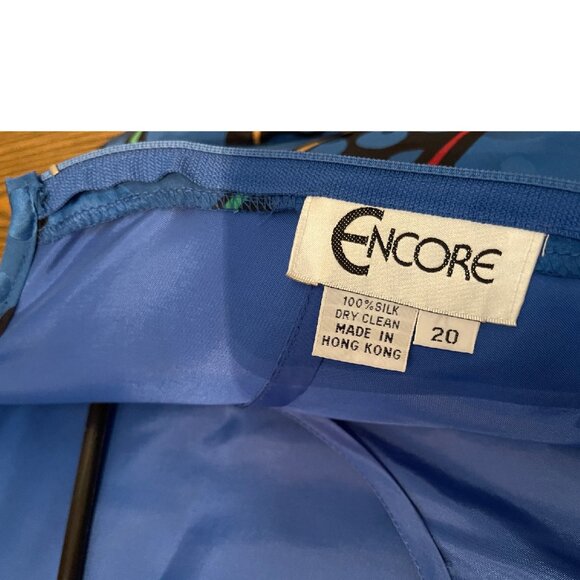 ENCORE
100% SILK
DRY CLEAN
MADE IN
HONG KONG
20